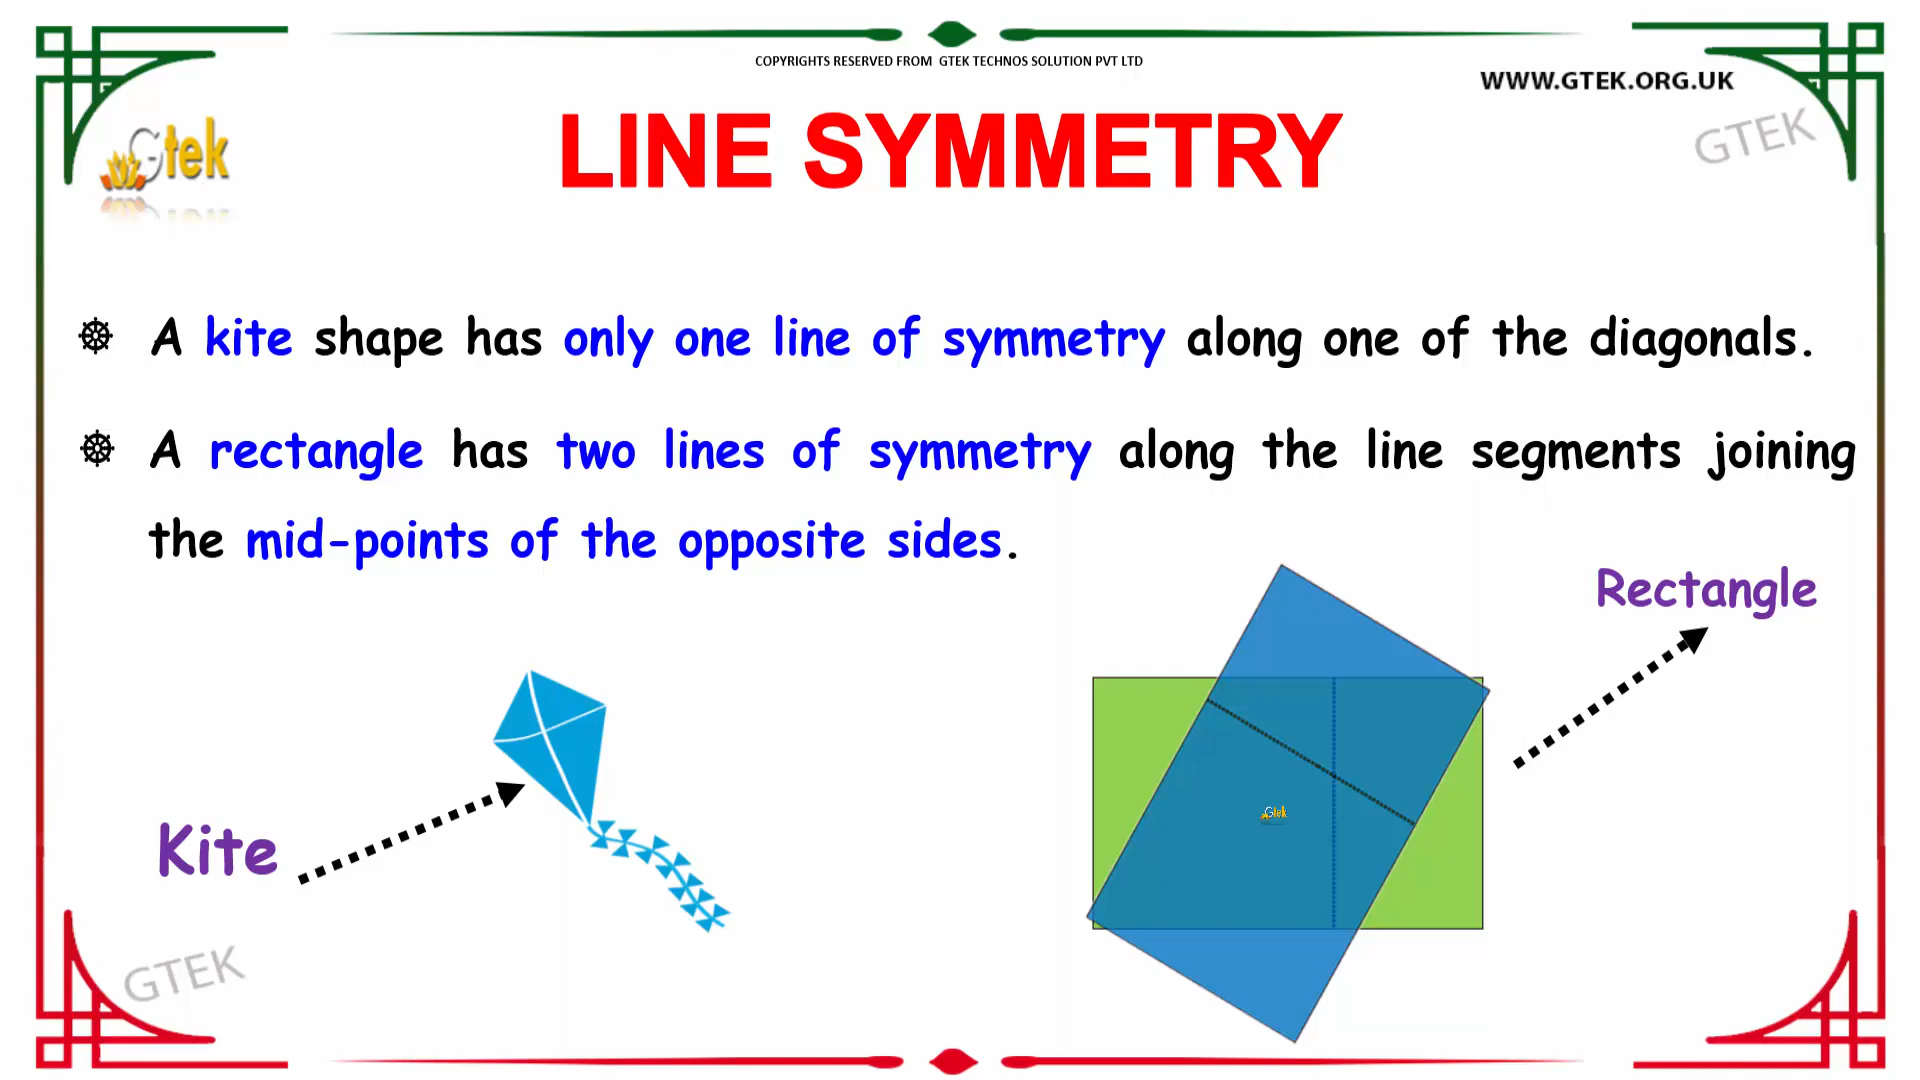 COPYRIGHTS RESERVED FROM GTEK TECHNOS SOLUTION PVT LTD
WWW.GTEK.ORG.UK
Gtek
GTEK
LINE SYMMETRY
A kite shape has only one line of symmetry along one of the diagonals.
A rectangle has two lines of symmetry along the line segments joining
the mid-points of the opposite sides.
Rectangle
Gtek
Kite
GTEK